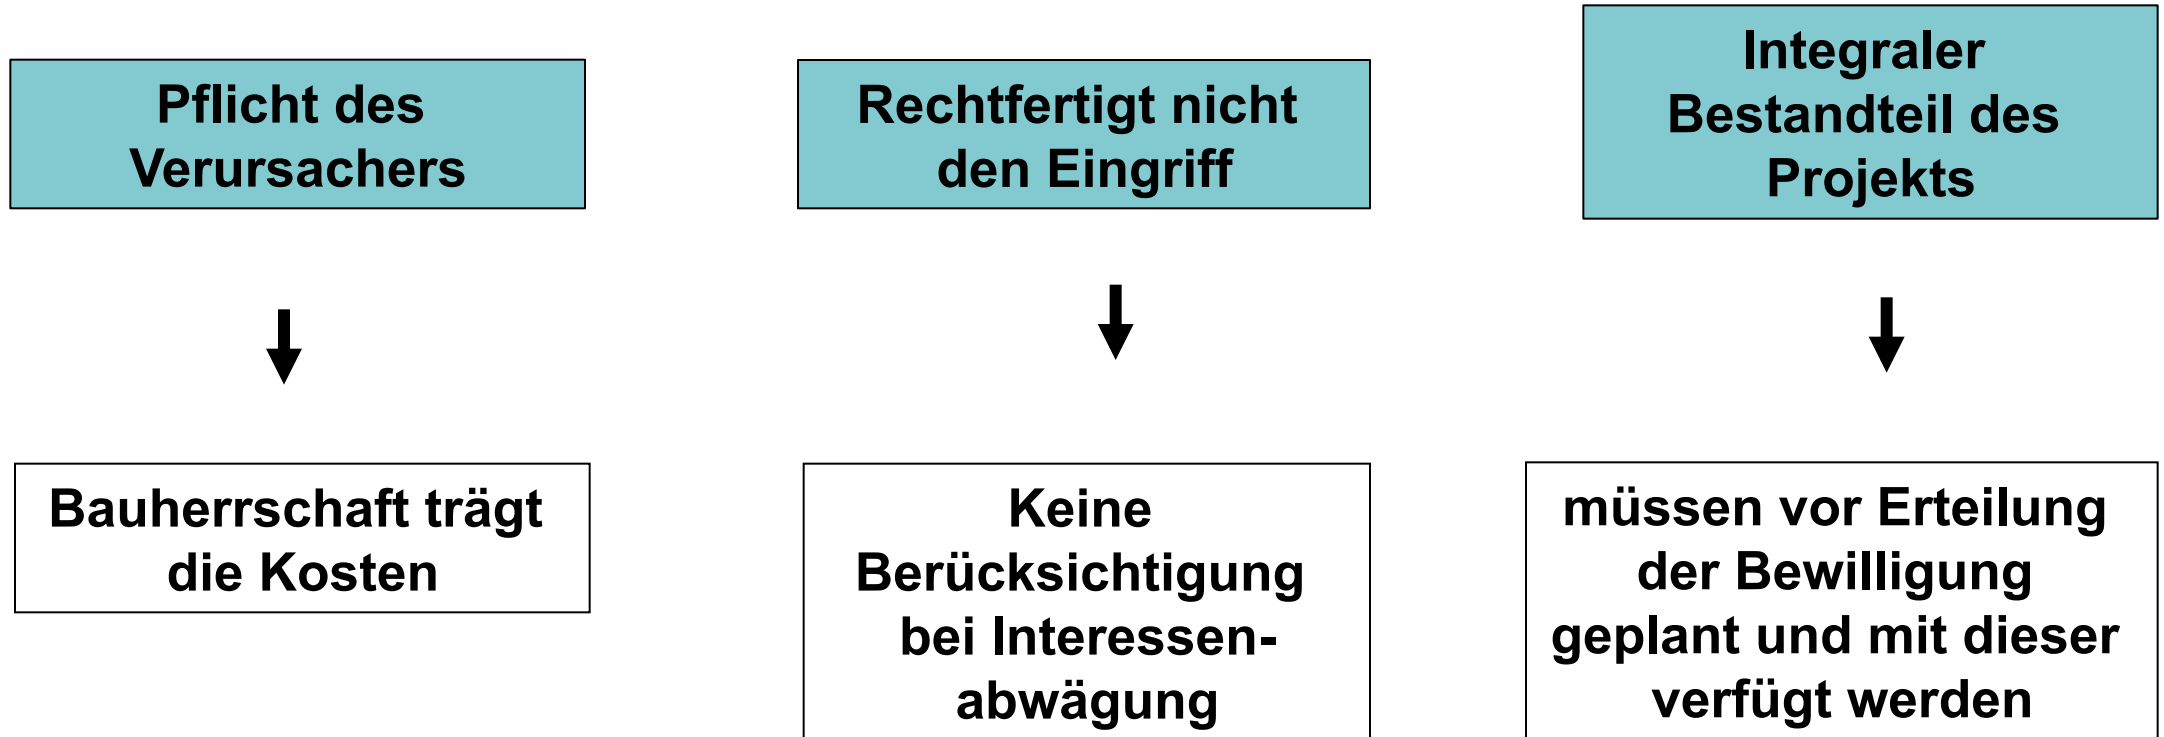 Pflicht des
Verursachers
Rechtfertigt nicht
den Eingriff
Integraler
Bestandteil des
Projekts
Bauherrschaft trägt
die Kosten
Keine
Berücksichtigung
bei Interessen-
abwägung
müssen vor Erteilung
der Bewilligung
geplant und mit dieser
verfügt werden